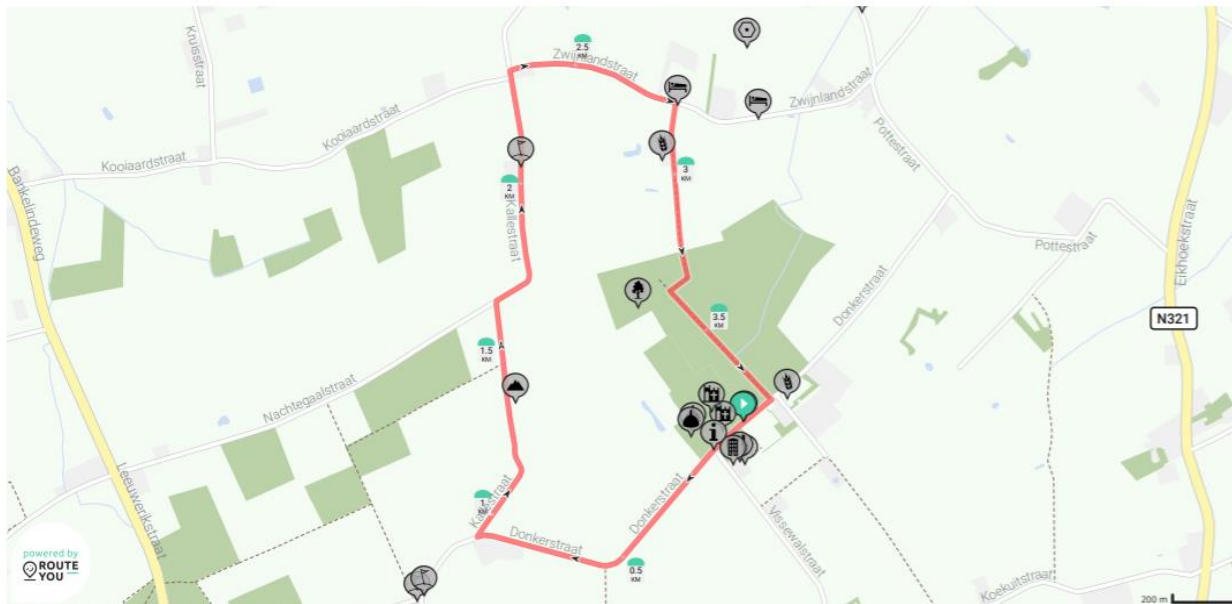 Kruisstraat
2.5
KM
Zwijnlandstraat
Zwijnlandstraat
Kooiaardstraat
Kooiaardstraat
Pottestraat
2
KM
3
KM
Kallestraat
Bankelindeweg
Pottestraat
Eikhoekstraat
N321
Donkerstraat
3.5
KM
1.5
KM
Nachtegaalstraat
Leeuwerikstraat
1
KM
Donkerstraat
Donkerstraat
Vissewalstraat
0.5
KM
Koekuitstraat
powered by
ROUTE
YOU
200 m